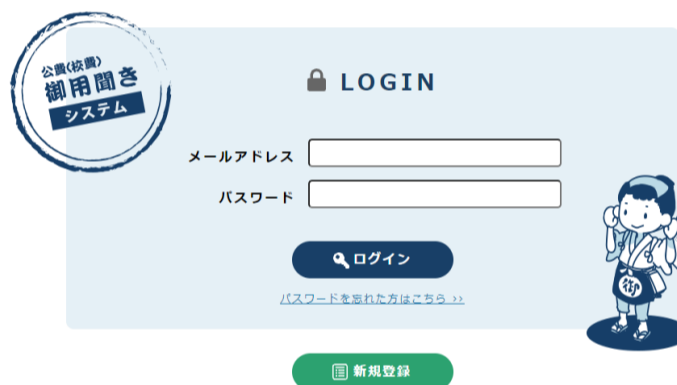 公費(校費)
御用聞き
システム
LOGIN
メールアドレス
パスワード
ログイン
パスワードを忘れた方はこちら >>
御
新規登録